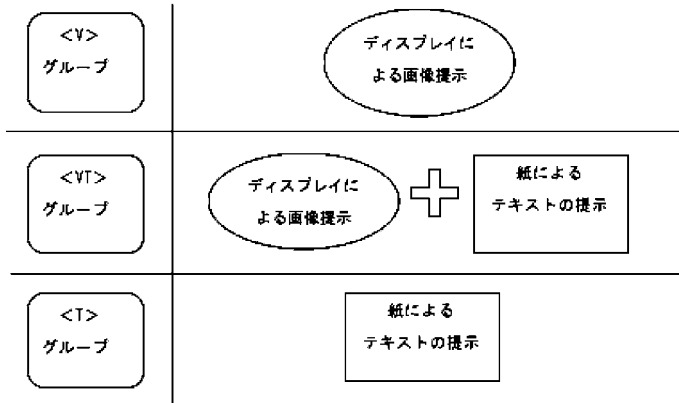 <V>
グループ
ディスプレイに
よる画像提示
<VT>
グループ
ディスプレイに
よる画像提示
紙による
テキストの提示
<T>
グループ
紙による
テキストの提示